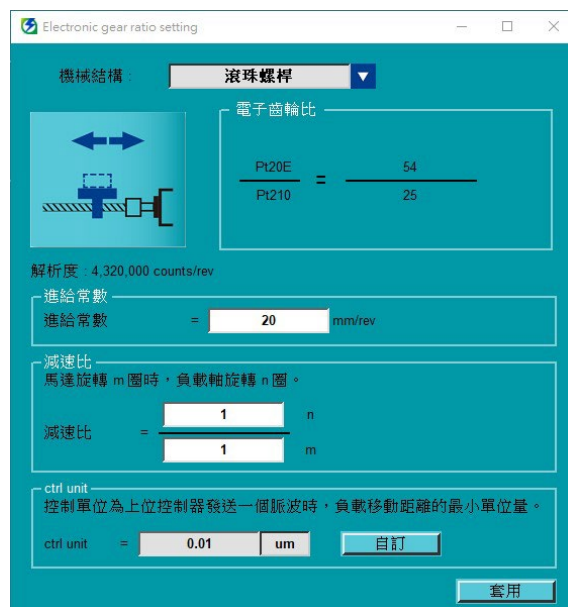 Electronic gear ratio setting
機械結構 : 滾珠螺桿
電子齒輪比
Pt20E = 54
Pt210 25
解析度 : 4,320,000 counts/rev
進給常數
進給常數 = 20 mm/rev
減速比
馬達旋轉 m 圈時，負載軸旋轉 n 圈。
1 n
減速比 =
1 m
ctrl unit
控制單位為上位控制器發送一個脈波時，負載移動距離的最小單位量。
ctrl unit = 0.01 um 自訂
套用